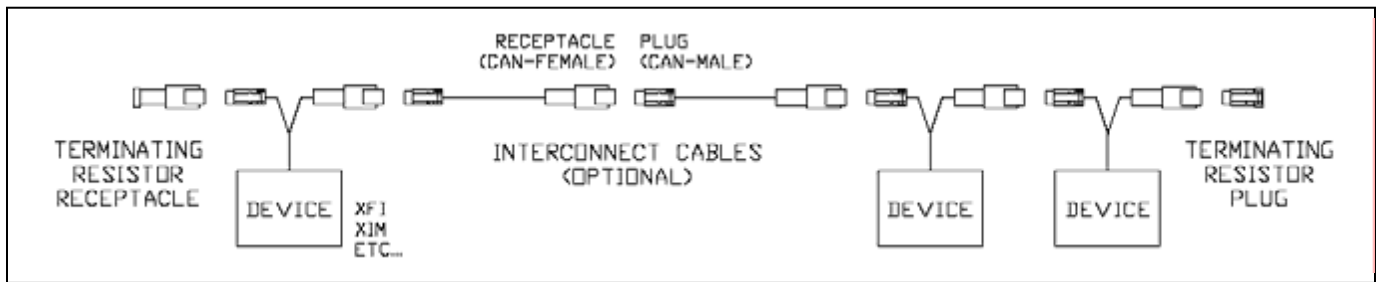 RECEPTACLE PLUG
(CAN-FEMALE) (CAN-MALE)
TERMINATING
RESISTOR
RECEPTACLE
DEVICE
XFI
XIM
ETC...
INTERCONNECT CABLES
(OPTIONAL)
DEVICE
DEVICE
TERMINATING
RESISTOR
PLUG